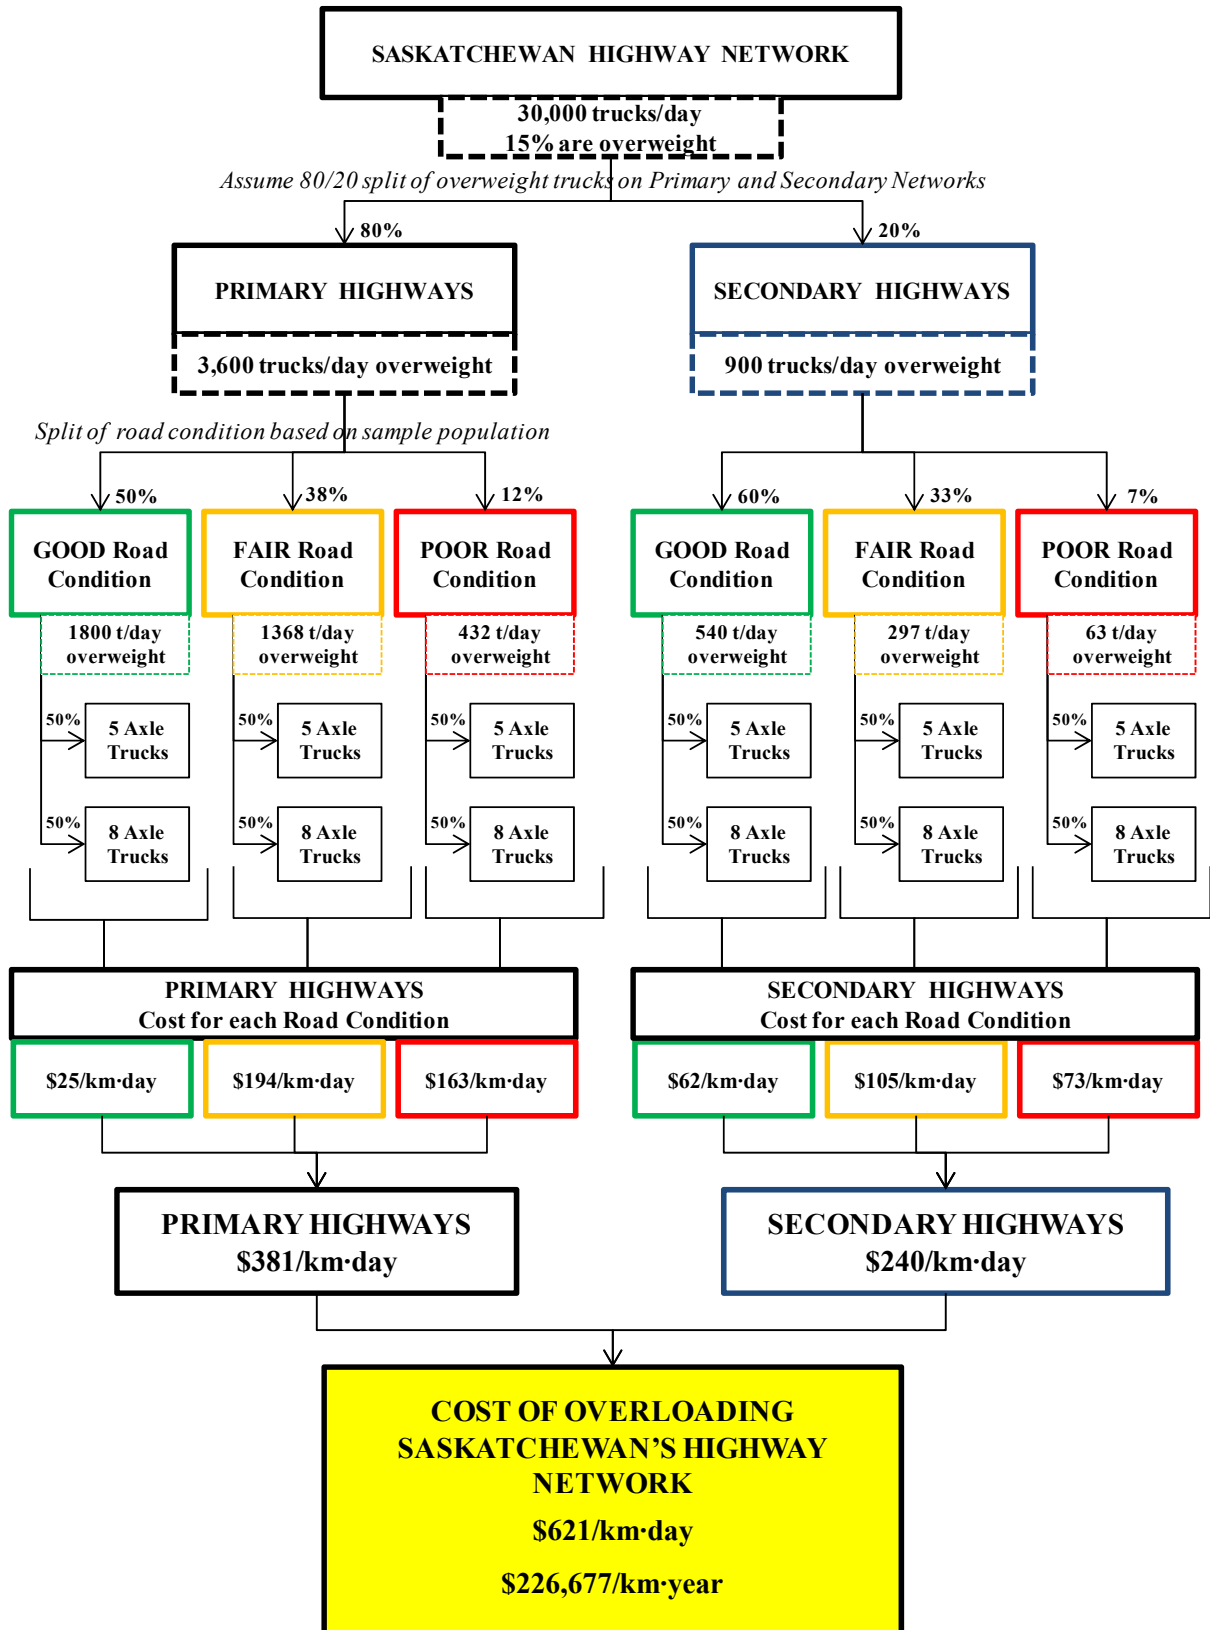 SASKATCHEWAN HIGHWAY NETWORK
30,000 trucks/day
15% are overweight
Assume 80/20 split of overweight trucks on Primary and Secondary Networks
80%
20%
PRIMARY HIGHWAYS
SECONDARY HIGHWAYS
3,600 trucks/day overweight
900 trucks/day overweight
Split of road condition based on sample population
50%
38%
12%
60%
33%
7%
GOOD Road
Condition
FAIR Road
Condition
POOR Road
Condition
GOOD Road
Condition
FAIR Road
Condition
POOR Road
Condition
1800 t/day
overweight
1368 t/day
overweight
432 t/day
overweight
540 t/day
overweight
297 t/day
overweight
63 t/day
overweight
50%
5 Axle
Trucks
50%
5 Axle
Trucks
50%
5 Axle
Trucks
50%
5 Axle
Trucks
50%
5 Axle
Trucks
50%
5 Axle
Trucks
50%
8 Axle
Trucks
50%
8 Axle
Trucks
50%
8 Axle
Trucks
50%
8 Axle
Trucks
50%
8 Axle
Trucks
50%
8 Axle
Trucks
PRIMARY HIGHWAYS
Cost for each Road Condition
SECONDARY HIGHWAYS
Cost for each Road Condition
$25/km·day
$194/km·day
$163/km·day
$62/km·day
$105/km·day
$73/km·day
PRIMARY HIGHWAYS
$381/km·day
SECONDARY HIGHWAYS
$240/km·day
COST OF OVERLOADING
SASKATCHEWAN’S HIGHWAY
NETWORK
$621/km·day
$226,677/km·year